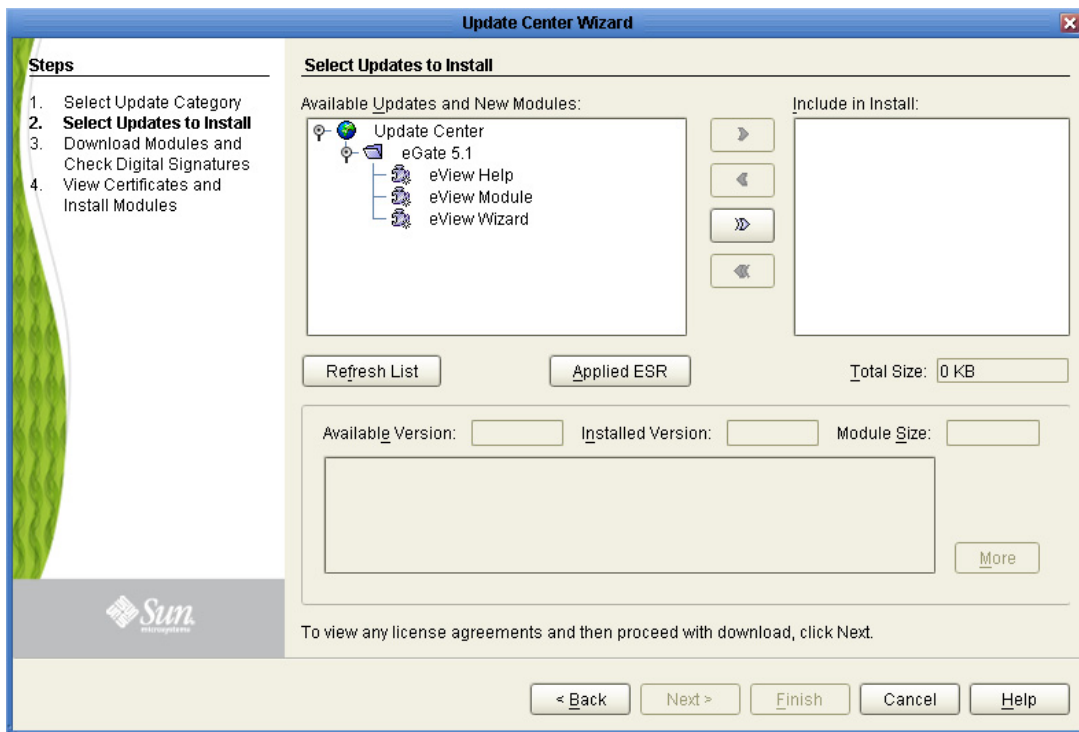 Update Center Wizard
Steps
1. Select Update Category
2. Select Updates to Install
3. Download Modules and
Check Digital Signatures
4. View Certificates and
Install Modules
Sun
microsystems
Select Updates to Install
Available Updates and New Modules:
Update Center
eGate 5.1
eView Help
eView Module
eView Wizard
Include in Install:
Refresh List
Applied ESR
Total Size: 0 KB
Available Version:
Installed Version:
Module Size:
More
To view any license agreements and then proceed with download, click Next.
< Back
Next >
Finish
Cancel
Help